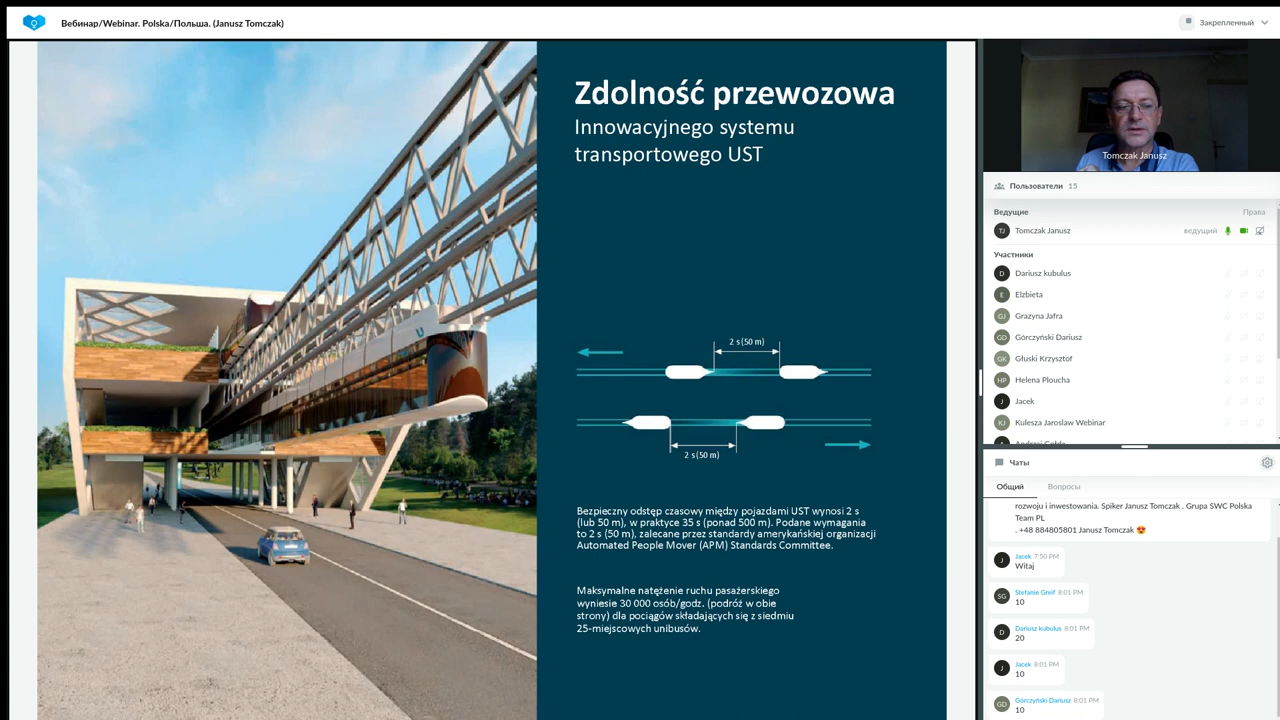 Вебинар/Webinar. Polska/Польша. (Janusz Tomczak)
Закрепленный
Zdolność przewozowa
Innowacyjnego systemu
transportowego UST
2 s (50 m)
2 s (50 m)
Bezpieczny odstęp czasowy między pojazdami UST wynosi 2 s
(lub 50 m), w praktyce 35 s (ponad 500 m). Podane wymagania
to 2 s (50 m), zalecane przez standardy amerykańskiej organizacji
Automated People Mover (APM) Standards Committee.
Maksymalne natężenie ruchu pasażerskiego
wyniesie 30 000 osób/godz. (podróż w obie
strony) dla pociągów składających się z siedmiu
25-miejscowych unibusów.
Tomczak Janusz
Пользователи 15
Ведущие Права
TJ Tomczak Janusz ведущий
Участники
D Dariusz kubulus
E Elzbieta
GJ Grazyna Jafra
GD Górczyński Dariusz
GK Głuski Krzysztof
HP Helena Ploucha
J Jacek
KJ Kulesza Jaroslaw Webinar
Чаты
Общий Вопросы
rozwoju i inwestowania. Spiker Janusz Tomczak . Grupa SWC Polska
Team PL
. +48 884805801 Janusz Tomczak 😍
J Jacek 7:50 PM
Witaj
SG Stefanie Greif 8:01 PM
10
D Dariusz kubulus 8:01 PM
20
J Jacek 8:01 PM
10
GD Górczyński Dariusz 8:01 PM
10